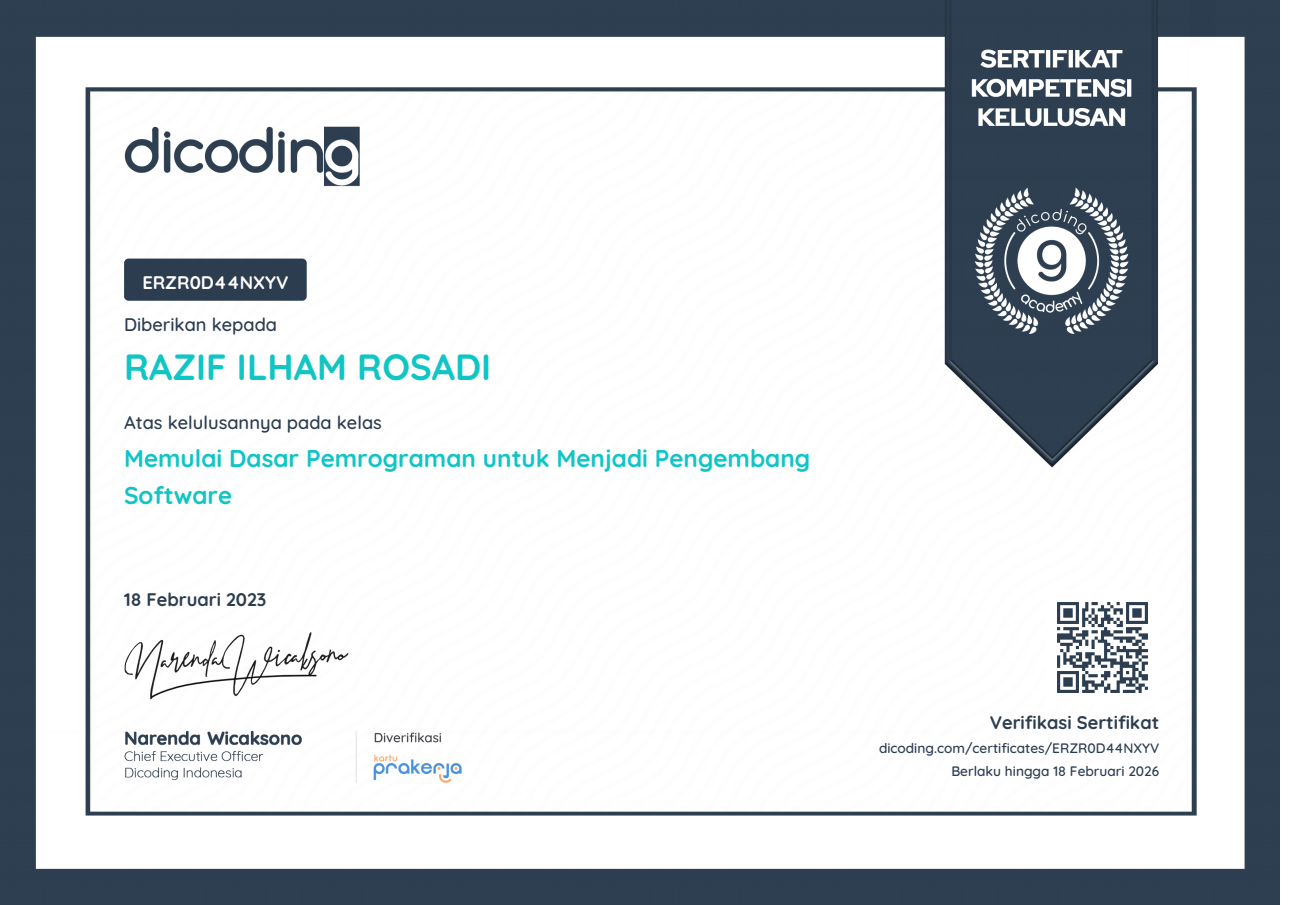 SERTIFIKAT
KOMPETENSI
KELULUSAN
dicoding
dicoding
g
academy
ERZR0D44NXYV
Diberikan kepada
RAZIF ILHAM ROSADI
Atas kelulusannya pada kelas
Memulai Dasar Pemrograman untuk Menjadi Pengembang
Software
18 Februari 2023
Narenda Wicaksono
Narenda Wicaksono
Chief Executive Officer
Dicoding Indonesia
Diverifikasi
kartu
prakerja
Verifikasi Sertifikat
dicoding.com/certificates/ERZR0D44NXYV
Berlaku hingga 18 Februari 2026